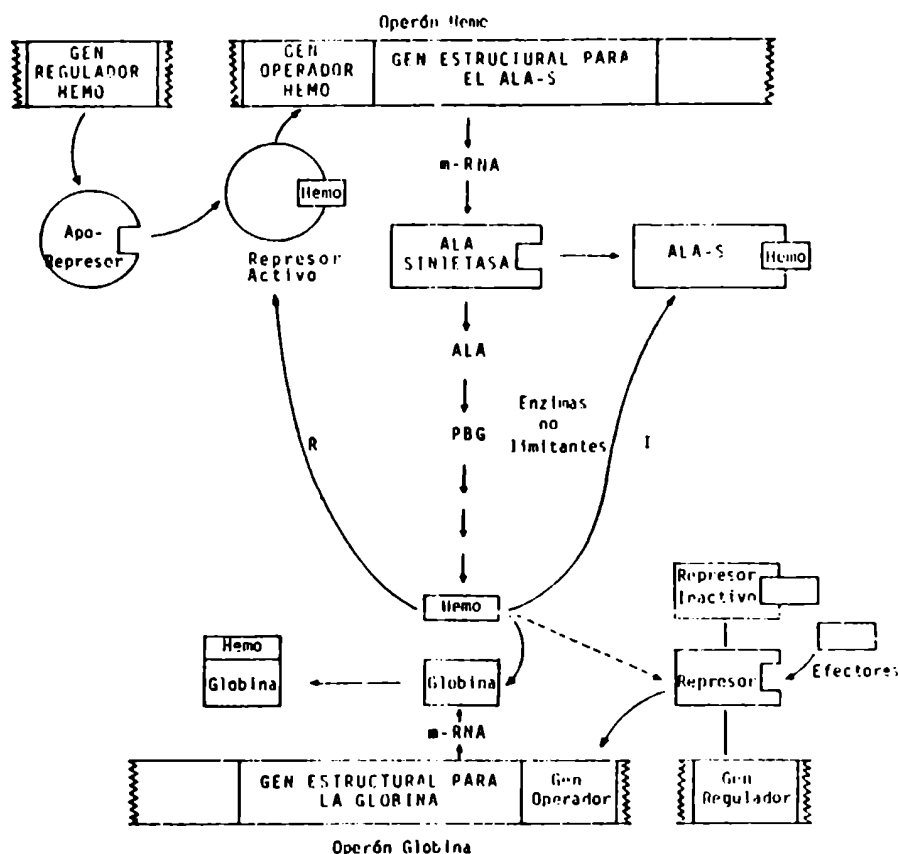 Operón Hemo
GEN
REGULADOR
HEMO
GEN
OPERADOR
HEMO
GEN ESTRUCTURAL PARA
EL ALA-S
m-RNA
Hemo
Apo-
Represor
Represor
Activo
ALA
SINTETASA
ALA-S
Hemo
ALA
Enzimas
no
limitantes
PBG
R
I
Hemo
Represor
Inactivo
Hemo
Globina
Globina
Represor
Efectores
m-RNA
GEN ESTRUCTURAL PARA
LA GLOBINA
Gen
Operador
Gen
Regulador
Operón Globina